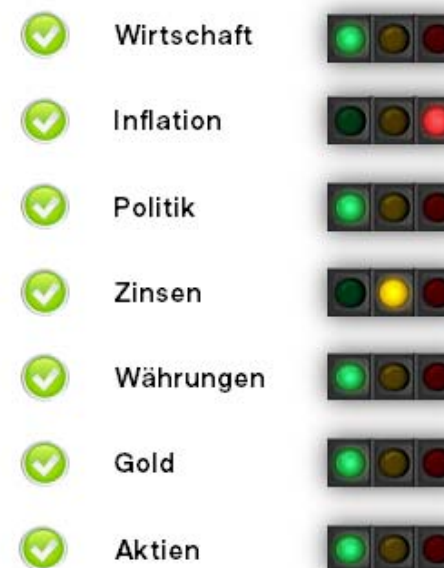 Wirtschaft
Inflation
Politik
Zinsen
Währungen
Gold
Aktien